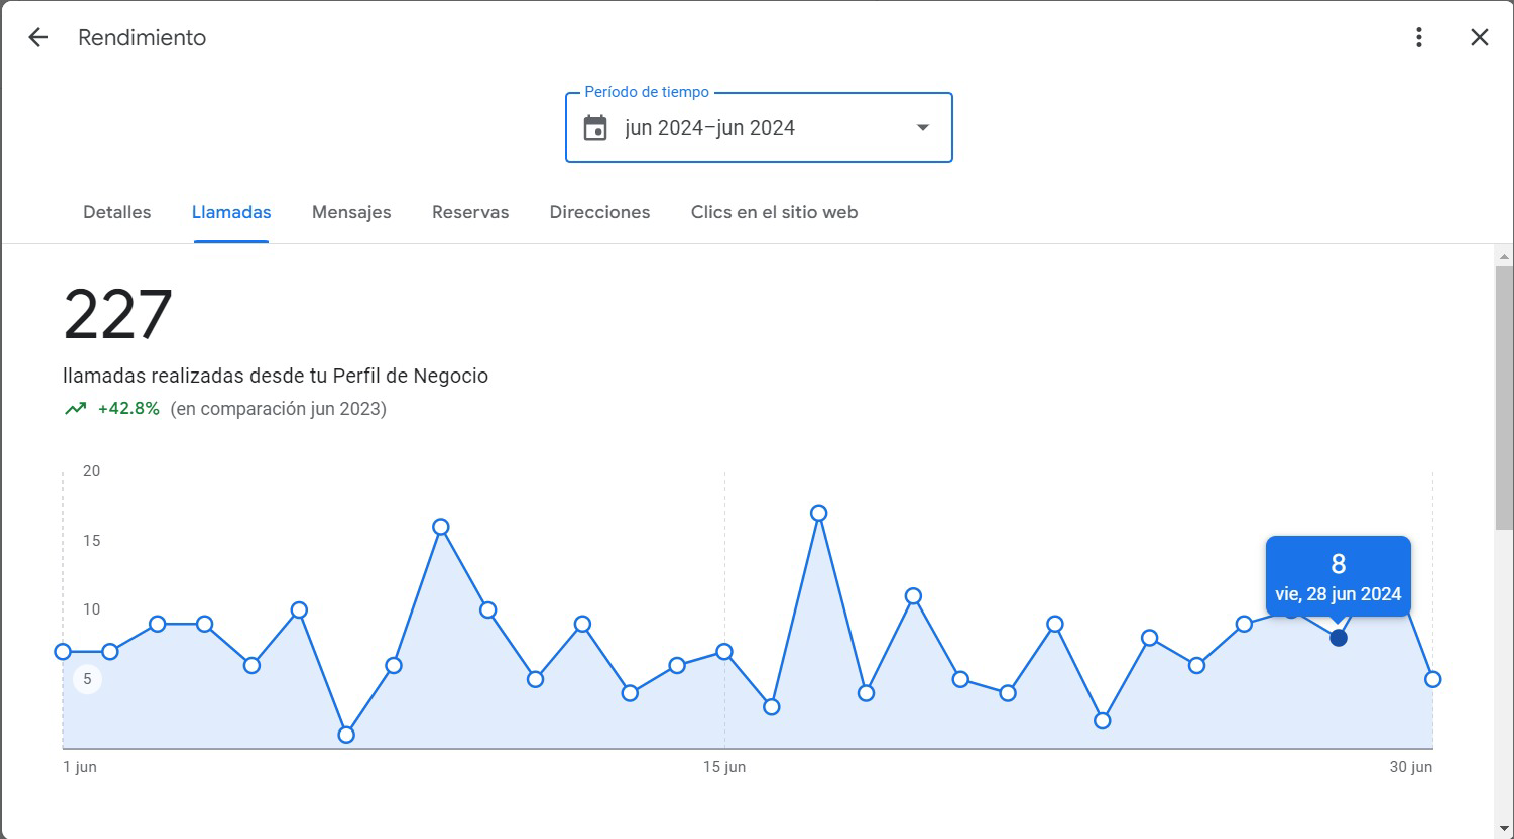 Rendimiento
Período de tiempo
jun 2024–jun 2024
Detalles
Llamadas
Mensajes
Reservas
Direcciones
Clics en el sitio web
227
llamadas realizadas desde tu Perfil de Negocio
+42.8% (en comparación jun 2023)
20
15
10
5
8
vie, 28 jun 2024
1 jun
15 jun
30 jun